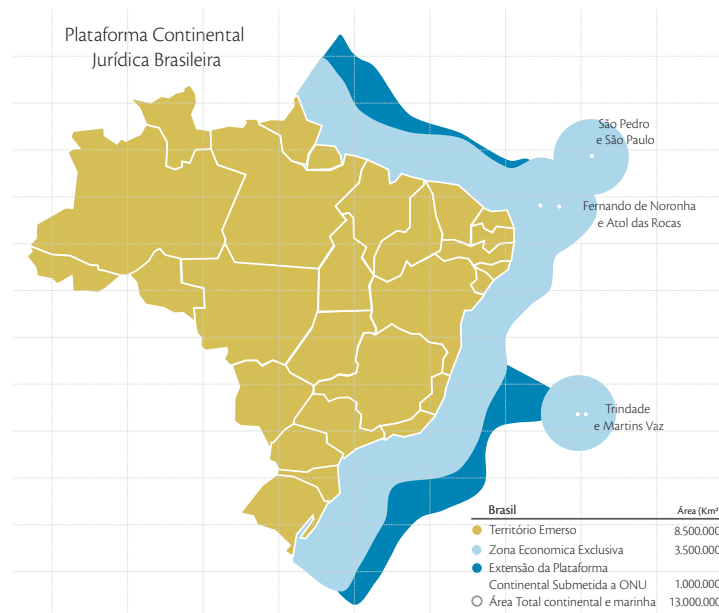 Plataforma Continental
Jurídica Brasileira
São Pedro
e São Paulo
Fernando de Noronha
e Atol das Rocas
Trindade
e Martins Vaz
Brasil Área (Km²
Território Emerso 8.500.000
Zona Economica Exclusiva 3.500.000
Extensão da Plataforma
Continental Submetida a ONU 1.000.000
Área Total continental e marinha 13.000.000